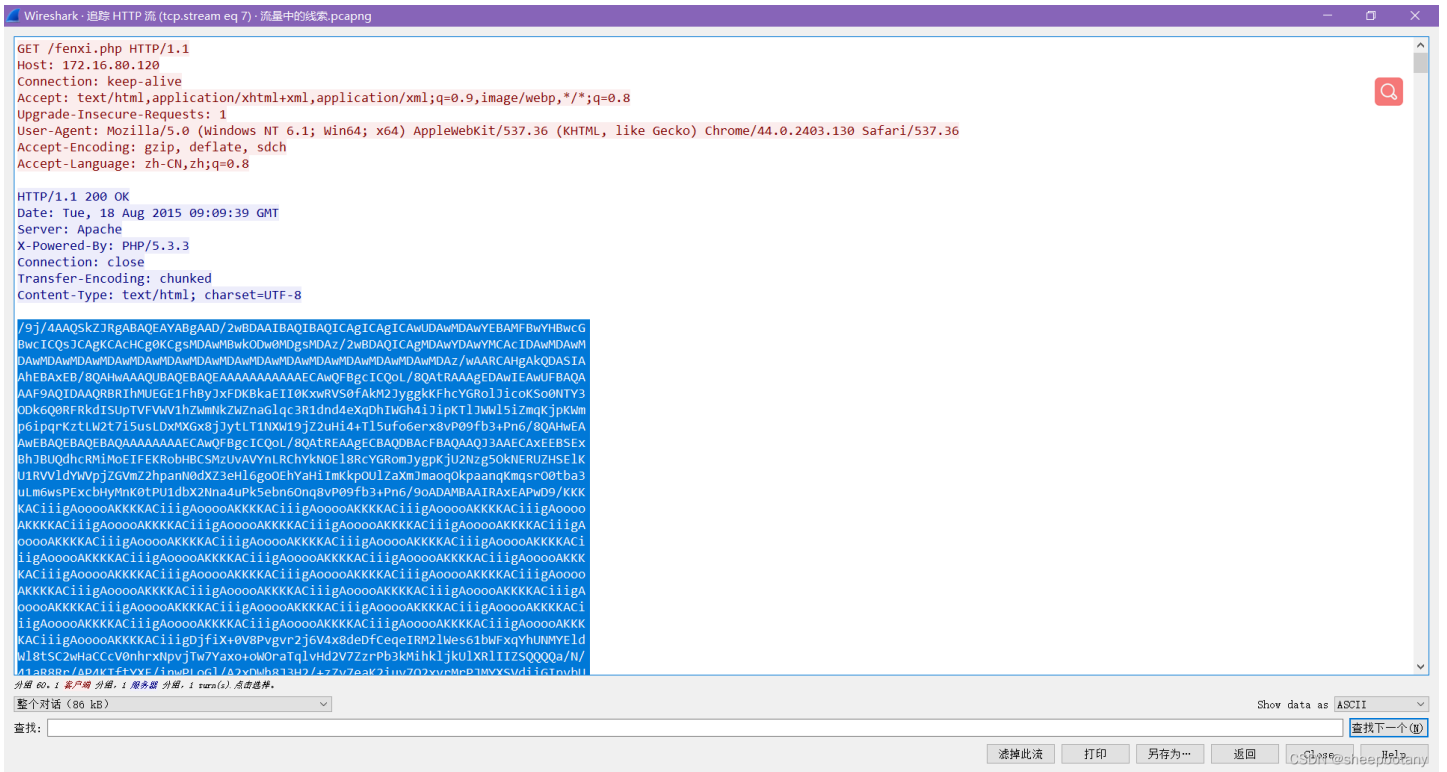 Wireshark · 追踪 HTTP 流 (tcp.stream eq 7) · 流量中的线索.pcapng
GET /fenxi.php HTTP/1.1
Host: 172.16.80.120
Connection: keep-alive
Accept: text/html,application/xhtml+xml,application/xml;q=0.9,image/webp,*/*;q=0.8
Upgrade-Insecure-Requests: 1
User-Agent: Mozilla/5.0 (Windows NT 6.1; Win64; x64) AppleWebKit/537.36 (KHTML, like Gecko) Chrome/44.0.2403.130 Safari/537.36
Accept-Encoding: gzip, deflate, sdch
Accept-Language: zh-CN,zh;q=0.8
HTTP/1.1 200 OK
Date: Tue, 18 Aug 2015 09:09:39 GMT
Server: Apache
X-Powered-By: PHP/5.3.3
Connection: close
Transfer-Encoding: chunked
Content-Type: text/html; charset=UTF-8
/9j/4AAQSkZJRgABAQEAYABgAAD/2wBDAAIBAQIBAQICAgICAgICAwUDAwMDAwYEBAMFBwYHBwcG
BwcICQsJCAgKCAcHCg0KCgsMDAwMBwkODw0MDgsMDAz/2wBDAQICAgMDAwYDAwYMCAcIDAwMDAwM
DAwMDAwMDAwMDAwMDAwMDAwMDAwMDAwMDAwMDAwMDAwMDAwMDAwMDAwMDAz/wAARCAHgAkQDASIA
AhEBAxEB/8QAHwAAAQUBAQEBAQEAAAAAAAAAAAECAwQFBgcICQoL/8QAtRAAAgEDAwIEAwUFBAQA
AAF9AQIDAAQRBRIhMUEGE1FhByJxFDKBkaEII0KxwRVS0fAkM2JyggkKFhcYGRolJicoKSo0NTY3
ODk6Q0RFRkdISUpTVFVWV1hZWmNkZWZnaGlqc3R1dnd4eXqDhIWGh4iJipKTlJWWl5iZmqKjpKWm
p6ipqrKztLW2t7i5usLDxMXGx8jJytLT1NXW19jZ2uHi4+Tl5ufo6erx8vP09fb3+Pn6/8QAHwEA
AwEBAQEBAQEBAQAAAAAAAAECAwQFBgcICQoL/8QAtREAAgECBAQDBAcFBAQAAQJ3AAECAxEEBSEx
BhJBUQdhcRMiMoEIFEKRobHBCSMzUvAVYnLRChYkNOEl8RcYGRomJygpKjU2Nzg5OkNERUZHSElK
U1RVVldYWVpjZGVmZ2hpanN0dXZ3eHl6goOEhYaHiImKkpOUlZaXmJmaoqOkpaanqKmqsrO0tba3
uLm6wsPExcbHyMnK0tPU1dbX2Nna4uPk5ebn6Onq8vP09fb3+Pn6/9oADAMBAAIRAxEAPwD9/KKK
KACiiigAooooAKKKKACiiigAooooAKKKKACiiigAooooAKKKKACiiigAooooAKKKKACiiigAoooo
AKKKKACiiigAooooAKKKKACiiigAooooAKKKKACiiigAooooAKKKKACiiigAooooAKKKKACiiigA
ooooAKKKKACiiigAooooAKKKKACiiigAooooAKKKKACiiigAooooAKKKKACiiigAooooAKKKKACi
iigAooooAKKKKACiiigAooooAKKKKACiiigAooooAKKKKACiiigAooooAKKKKACiiigAooooAKKK
KACiiigAooooAKKKKACiiigAooooAKKKKACiiigAooooAKKKKACiiigAooooAKKKKACiiigAoooo
AKKKKACiiigAooooAKKKKACiiigAooooAKKKKACiiigAooooAKKKKACiiigAooooAKKKKACiiigA
ooooAKKKKACiiigAooooAKKKKACiiigAooooAKKKKACiiigAooooAKKKKACiiigAooooAKKKKACi
iigAooooAKKKKACiiigAooooAKKKKACiiigAooooAKKKKACiiigAooooAKKKKACiiigAooooAKKK
KACiiigAooooAKKKKACiiigDjfiX+0V8Pvgvr2j6V4x8deDfCeqeIRM2lWes61bWFxqYhUNMYEld
Wl8tSC2wHaCCcV0nhrxNpvjTw7Yaxo+oWOraTqlvHd2V7ZzrPb3kMihkljkUlXRlIIZSQQQQa/N/
分组 60。1 客户端 分组，1 服务器 分组，1 turn(s).点击选择。
整个对话（86 kB）
Show data as ASCII
查找:
查找下一个(N)
滤掉此流 打印 另存为… 返回 Close Help
CSDN @sheepbotany